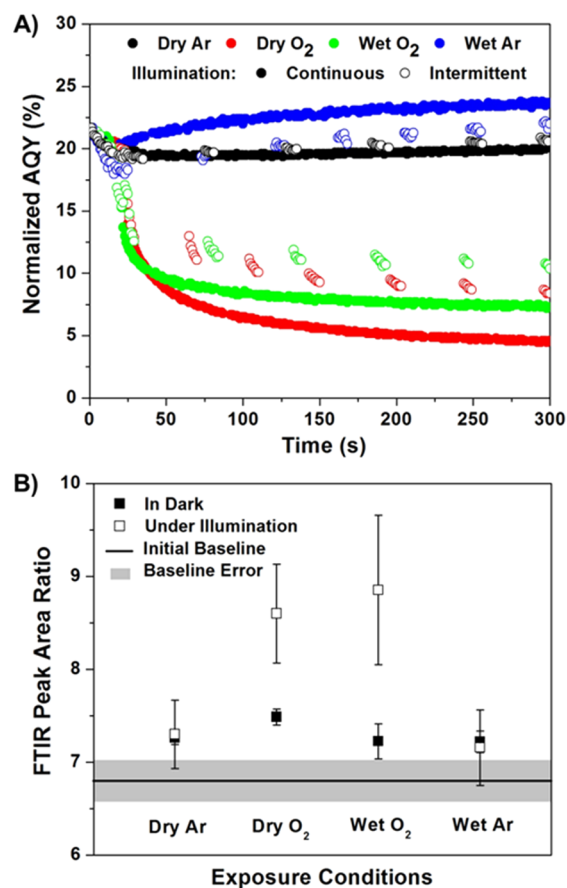 A)
Dry Ar Dry O2 Wet O2 Wet Ar
Illumination: Continuous Intermittent
30
25
20
15
10
5
0
Normalized AQY (%)
0 50 100 150 200 250 300
Time (s)
B)
In Dark
Under Illumination
Initial Baseline
Baseline Error
10
9
8
7
6
FTIR Peak Area Ratio
Dry Ar Dry O2 Wet O2 Wet Ar
Exposure Conditions